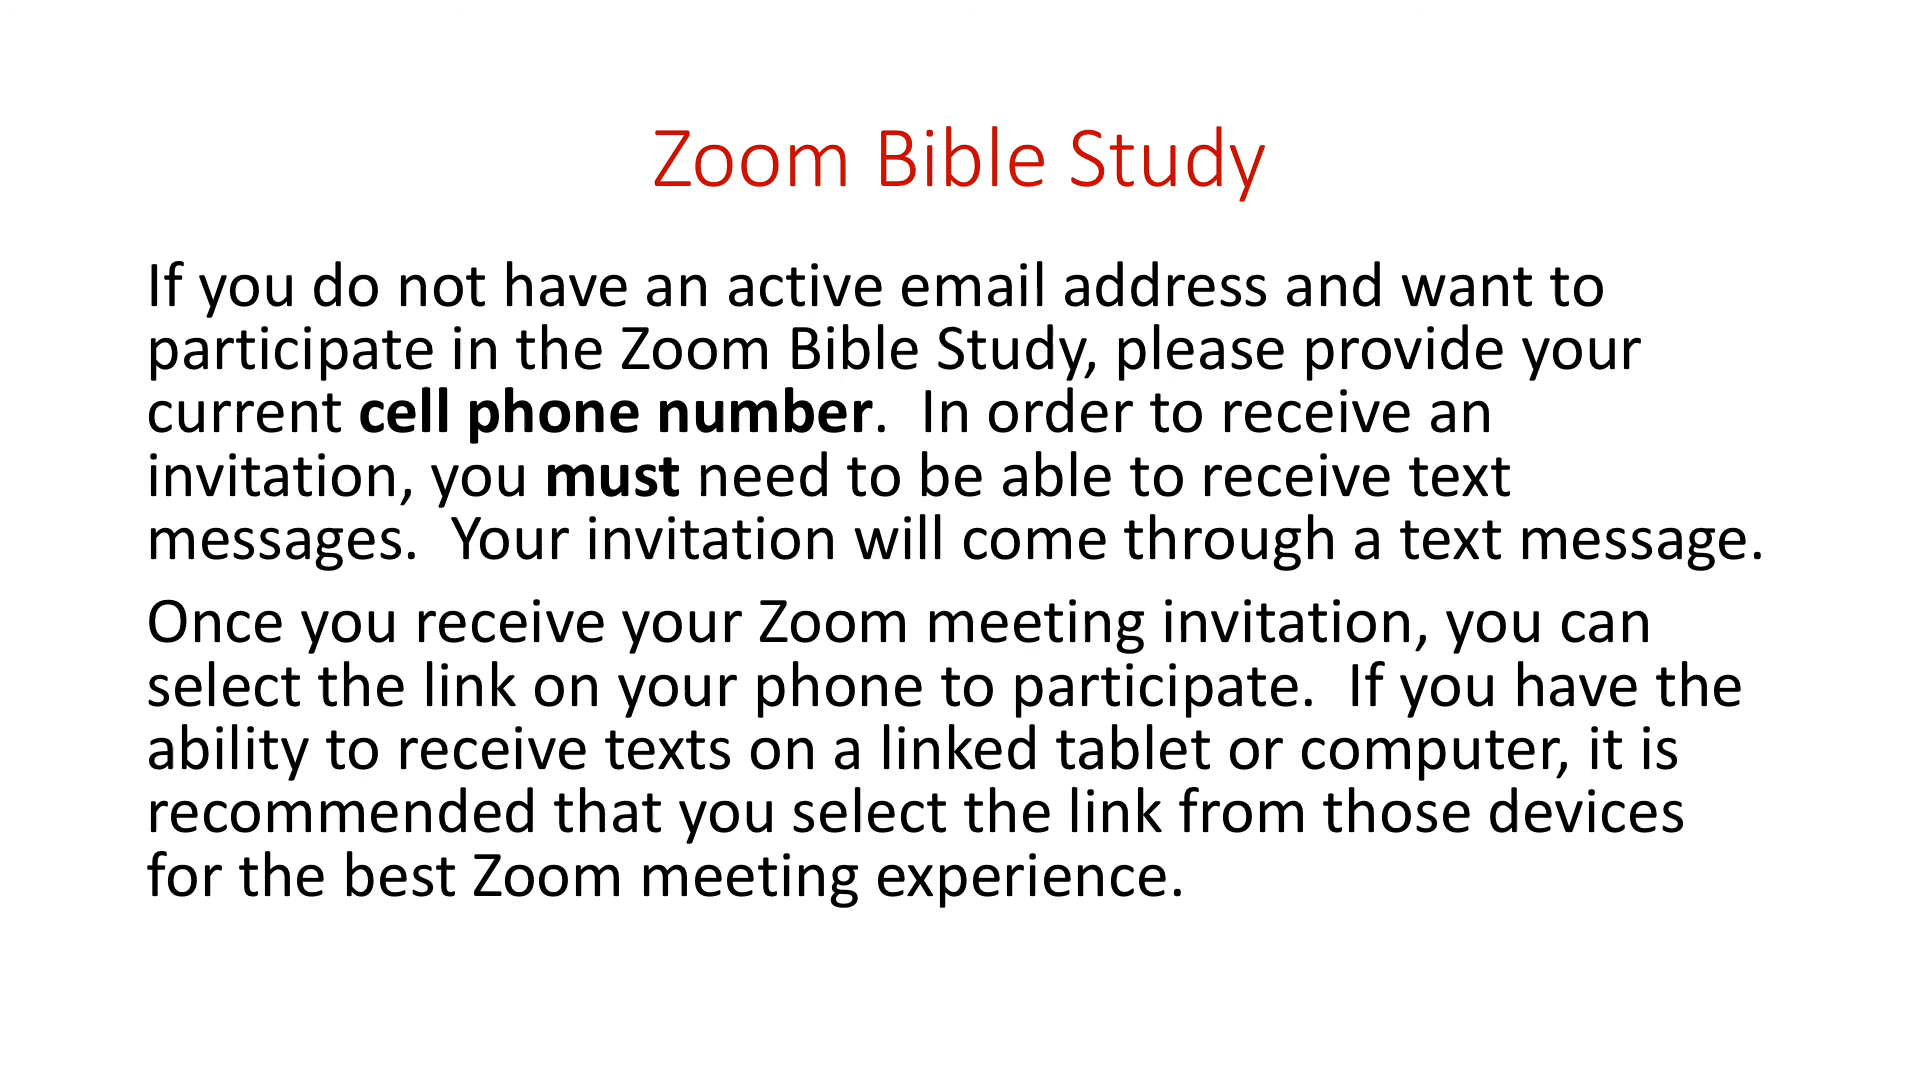 Zoom Bible Study
If you do not have an active email address and want to
participate in the Zoom Bible Study, please provide your
current cell phone number.  In order to receive an
invitation, you must need to be able to receive text
messages.  Your invitation will come through a text message.
Once you receive your Zoom meeting invitation, you can
select the link on your phone to participate.  If you have the
ability to receive texts on a linked tablet or computer, it is
recommended that you select the link from those devices
for the best Zoom meeting experience.